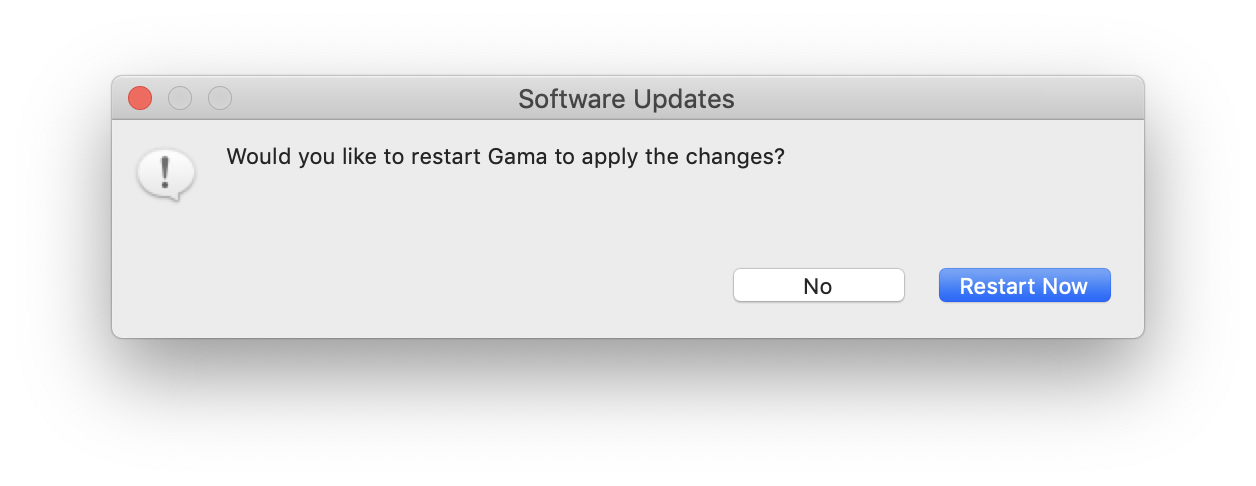 Software Updates
Would you like to restart Gama to apply the changes?
No
Restart Now